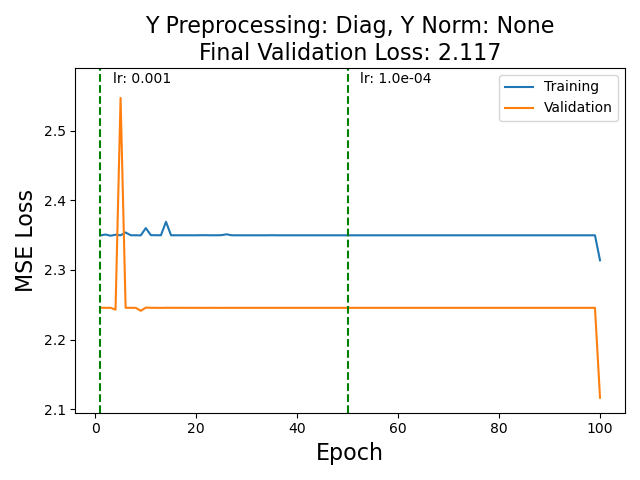 Y Preprocessing: Diag, Y Norm: None
Final Validation Loss: 2.117
lr: 0.001
lr: 1.0e-04
Training
Validation
2.5
2.4
2.3
2.2
2.1
MSE Loss
0
20
40
60
80
100
Epoch